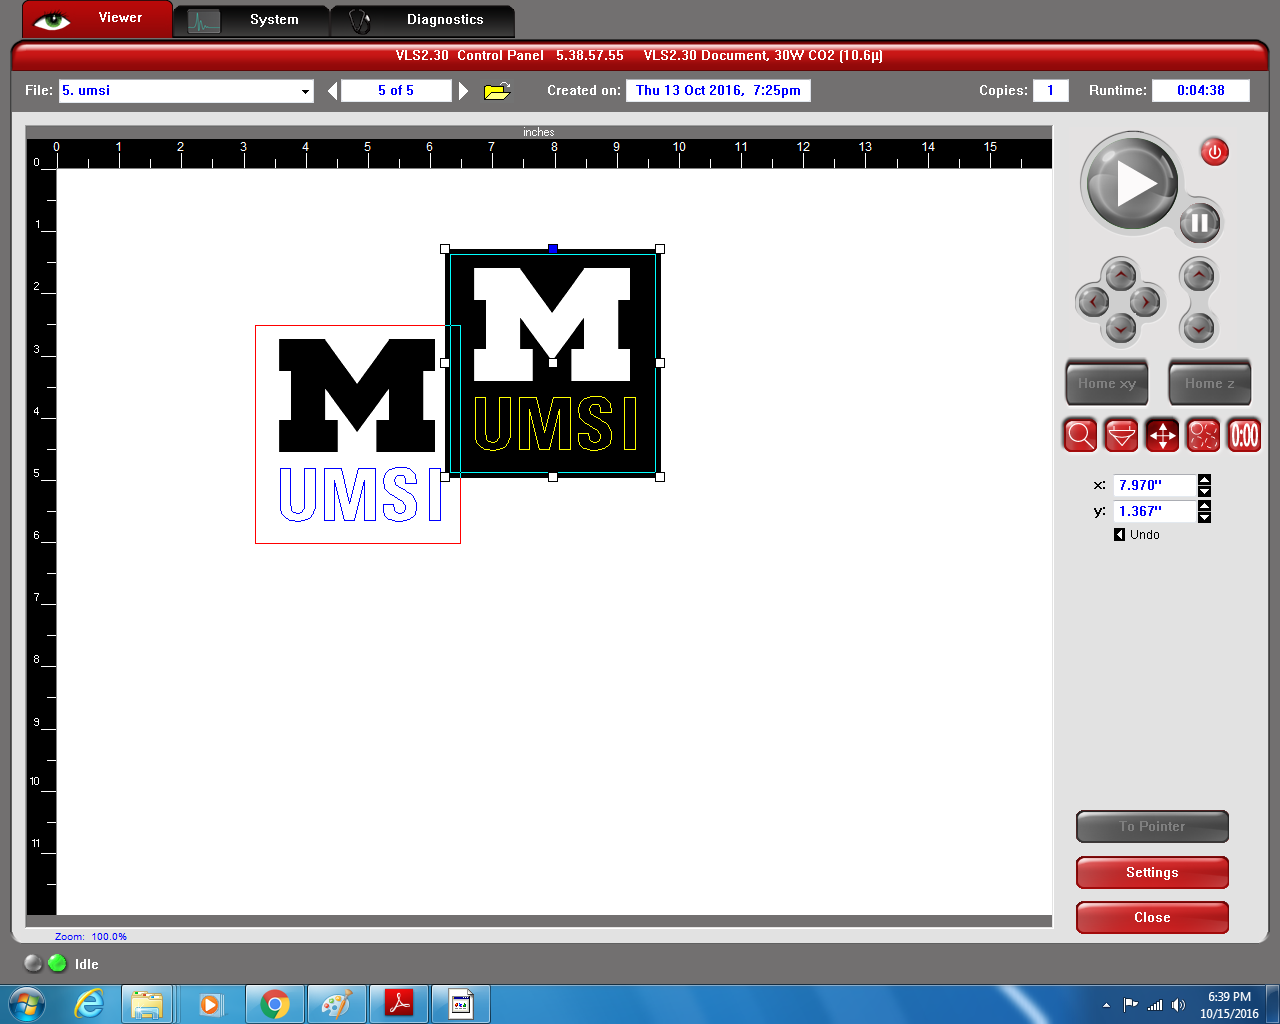 Viewer System Diagnostics
VLS2.30 Control Panel 5.38.57.55 VLS2.30 Document, 30W CO2 (10.6µ)
File: 5. umsi 5 of 5 Created on: Thu 13 Oct 2016, 7:25pm Copies: 1 Runtime: 0:04:38
inches
0 1 2 3 4 5 6 7 8 9 10 11 12 13 14 15
0
1
2
3
4
5
6
7
8
9
10
11
M
UMSI
M
UMSI
Home xy Home z
0:00
x: 7.970"
y: 1.367"
Undo
To Pointer
Settings
Close
Zoom: 100.0%
Idle
6:39 PM
10/15/2016